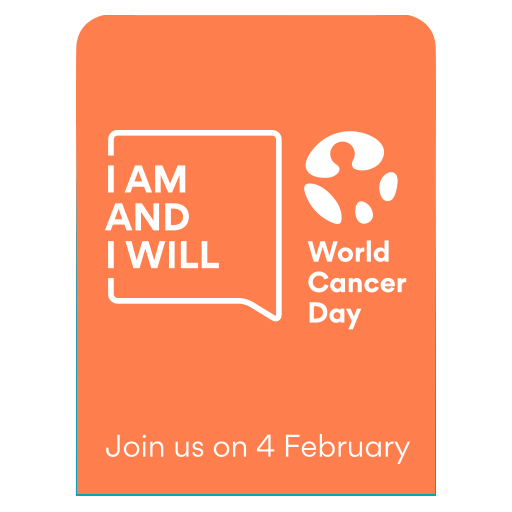 I AM
AND
I WILL
World
Cancer
Day
Join us on 4 February